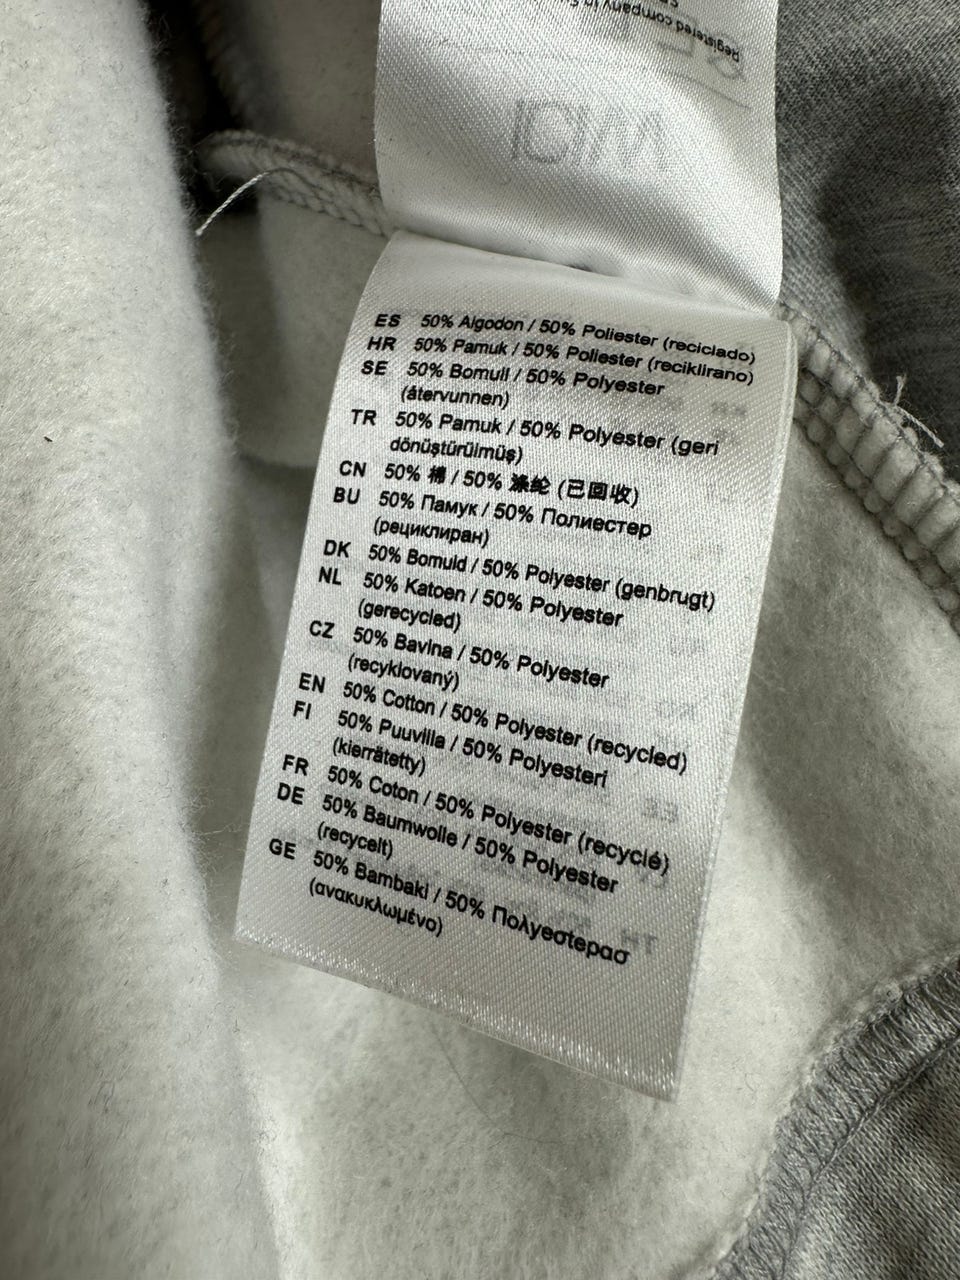 Registered company in
ES 50% Algodon / 50% Poliester (reciclado)
HR 50% Pamuk / 50% Poliester (reciklirano)
SE 50% Bomull / 50% Polyester
(återvunnen)
TR 50% Pamuk / 50% Polyester (geri
dönüştürülmüş)
CN 50% 棉 / 50% 涤纶 (已回收)
BU 50% Памук / 50% Полиестер
(рециклиран)
DK 50% Bomuld / 50% Polyester (genbrugt)
NL 50% Katoen / 50% Polyester
(gerecycled)
CZ 50% Bavlna / 50% Polyester
(recyklovaný)
EN 50% Cotton / 50% Polyester (recycled)
FI 50% Puuvilla / 50% Polyesteri
(kierrätetty)
FR 50% Coton / 50% Polyester (recyclé)
DE 50% Baumwolle / 50% Polyester
(recycelt)
GE 50% Bambaki / 50% Πολyεστερασ
(ανακυκλωμένο)